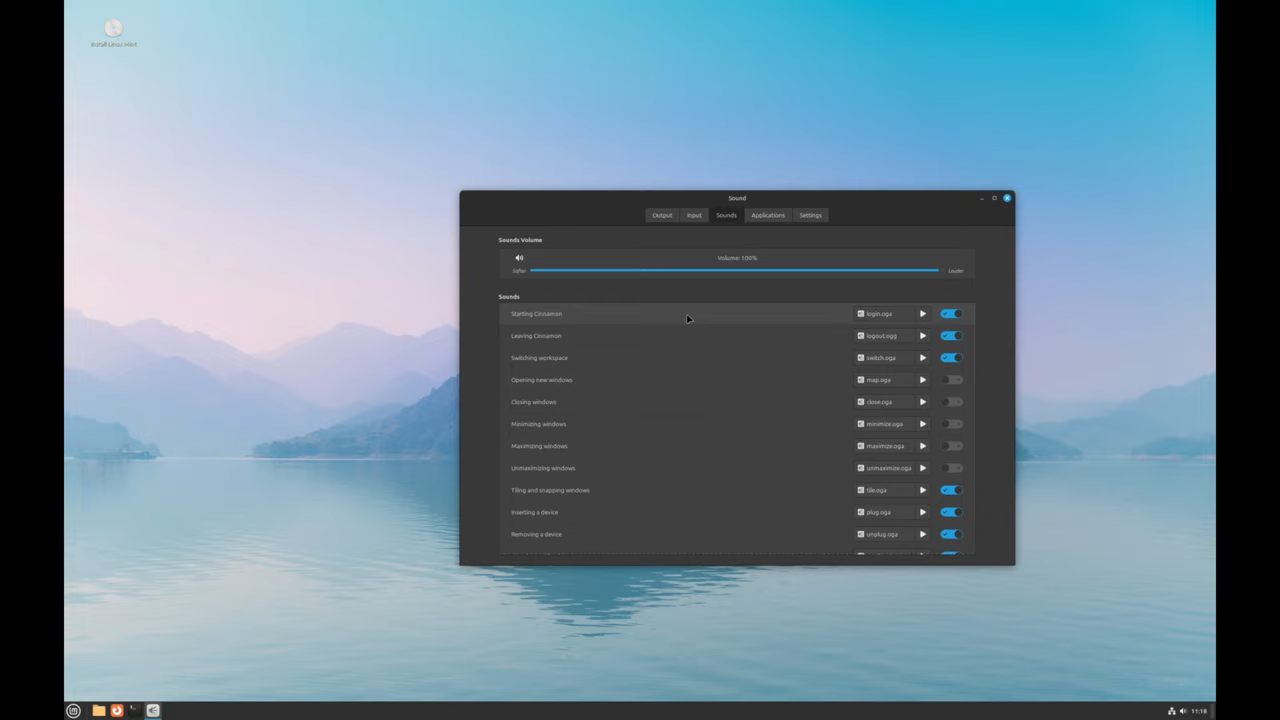 Install Linux Mint
Sound
Output Input Sounds Applications Settings
Sounds Volume
Volume: 100%
Softer Louder
Sounds
Starting Cinnamon login.oga
Leaving Cinnamon logout.ogg
Switching workspace switch.oga
Opening new windows map.oga
Closing windows close.oga
Minimizing windows minimize.oga
Maximizing windows maximize.oga
Unmaximizing windows unmaximize.oga
Tiling and snapping windows tile.oga
Inserting a device plug.oga
Removing a device unplug.oga
11:18